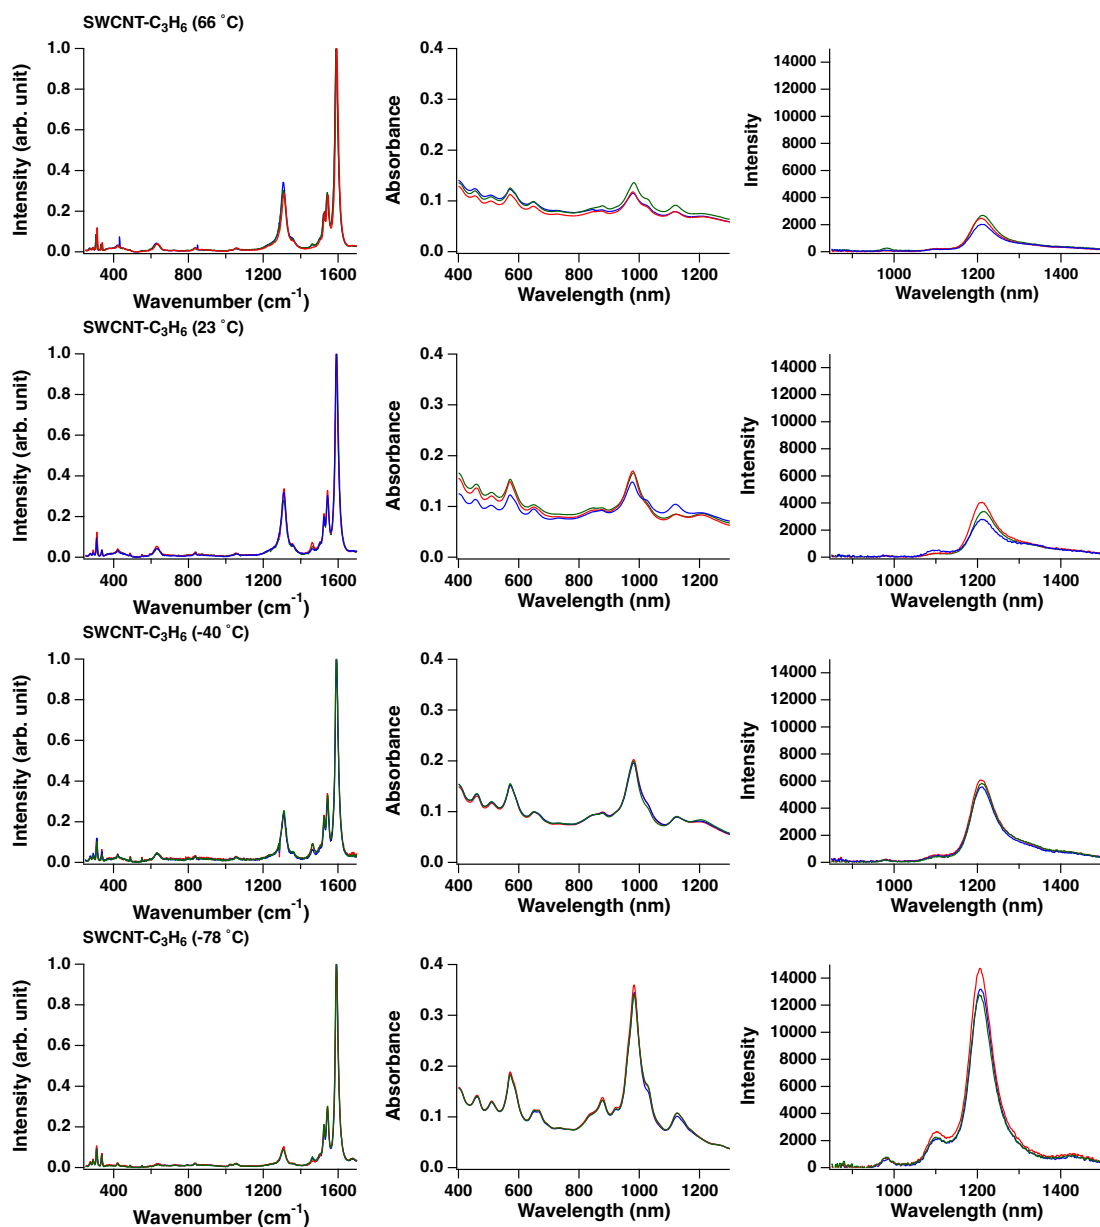 SWCNT-C3H6 (66 ˚C)
Intensity (arb. unit)
1.0
0.8
0.6
0.4
0.2
0.0
400 800 1200 1600
Wavenumber (cm-1)
Absorbance
0.4
0.3
0.2
0.1
0.0
400 600 800 1000 1200
Wavelength (nm)
Intensity
14000
12000
10000
8000
6000
4000
2000
0
1000 1200 1400
Wavelength (nm)
SWCNT-C3H6 (23 ˚C)
Intensity (arb. unit)
1.0
0.8
0.6
0.4
0.2
0.0
400 800 1200 1600
Wavenumber (cm-1)
Absorbance
0.4
0.3
0.2
0.1
0.0
400 600 800 1000 1200
Wavelength (nm)
Intensity
14000
12000
10000
8000
6000
4000
2000
0
1000 1200 1400
Wavelength (nm)
SWCNT-C3H6 (-40 ˚C)
Intensity (arb. unit)
1.0
0.8
0.6
0.4
0.2
0.0
400 800 1200 1600
Wavenumber (cm-1)
Absorbance
0.4
0.3
0.2
0.1
0.0
400 600 800 1000 1200
Wavelength (nm)
Intensity
14000
12000
10000
8000
6000
4000
2000
0
1000 1200 1400
Wavelength (nm)
SWCNT-C3H6 (-78 ˚C)
Intensity (arb. unit)
1.0
0.8
0.6
0.4
0.2
0.0
400 800 1200 1600
Wavenumber (cm-1)
Absorbance
0.4
0.3
0.2
0.1
0.0
400 600 800 1000 1200
Wavelength (nm)
Intensity
14000
12000
10000
8000
6000
4000
2000
0
1000 1200 1400
Wavelength (nm)